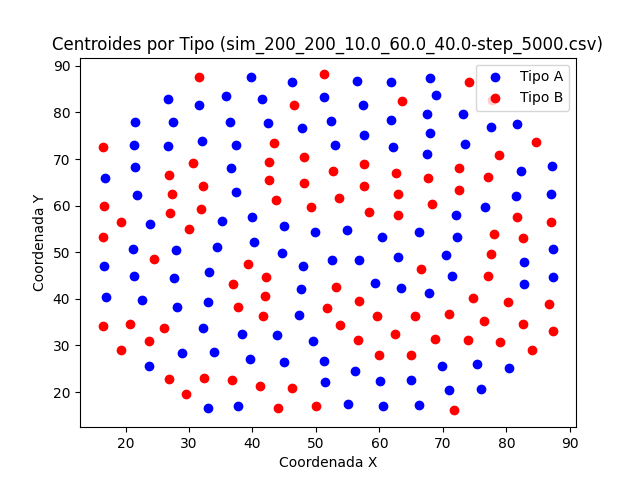 Centroides por Tipo (sim_200_200_10.0_60.0_40.0-step_5000.csv)
Tipo A
Tipo B
90
80
70
60
50
40
30
20
Coordenada Y
20 30 40 50 60 70 80 90
Coordenada X